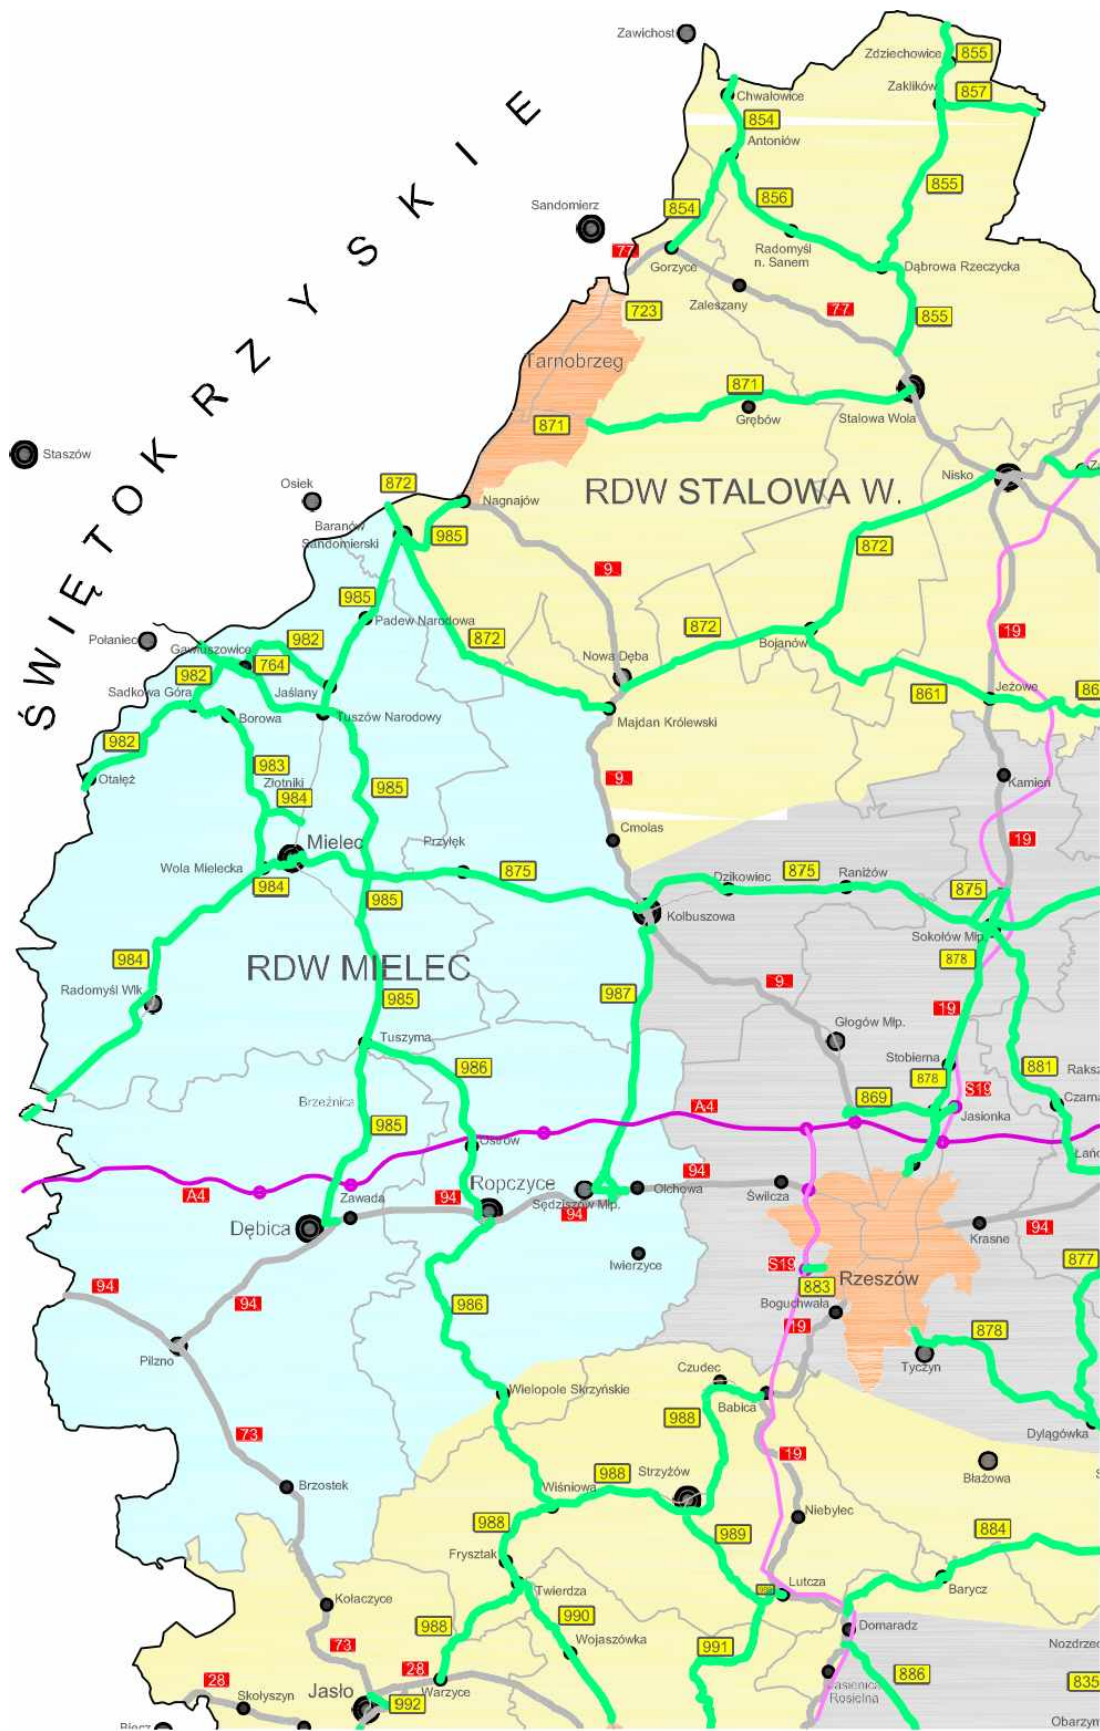 ŚWIĘTOKRZYSKIE
Zawichost
Zdziechowice
855
Zaklików
857
Chwałowice
854
Antoniów
855
856
Sandomierz
854
Radomyśl
n. Sanem
77
Gorzyce
Dąbrowa Rzeczycka
Zaleszany
723
77
855
Tarnobrzeg
871
Grębów
871
Stalowa Wola
Staszów
Nisko
Osiek
872
Nagnajów
RDW STALOWA W.
Baranów
Sandomierski
985
872
9
985
Padew Narodowa
Połaniec
982
872
872
Bojanów
19
Gawłuszowice
764
Nowa Dęba
982
Sadkowa Góra
Jaślany
861
Jeżowe
Borowa
Tuszów Narodowy
Majdan Królewski
982
983
9
Otałęż
Złotniki
985
Kamień
984
Cmolas
19
Mielec
Przyłęk
Wola Mielecka
875
Dzikowiec
875
Raniżów
984
985
875
Kolbuszowa
Sokołów Młp.
984
RDW MIELEC
878
Radomyśl Wlk
985
987
9
19
Głogów Młp.
Tuszyma
Stobierna
986
881
878
S19
869
Brzeźnica
985
A4
Jasionka
Ostrów
94
A4
Zawada
94
Ropczyce
Sędziszów Młp.
Olchowa
Świlcza
94
Dębica
Krasne
94
Iwierzyce
S19
877
94
94
986
883
Rzeszów
Boguchwała
19
878
Pilzno
Tyczyn
Czudec
Wielopole Skrzyńskie
Babica
988
73
Dylągówka
19
Strzyżów
988
Błażowa
Brzostek
Wiśniowa
Niebylec
988
989
884
Frysztak
Twierdza
Lutcza
Barycz
Kołaczyce
990
988
Domaradz
73
Wojaszówka
991
28
28
886
835
Jasło
Warzyce
Jasienica
Rosielna
Skołyszyn
992